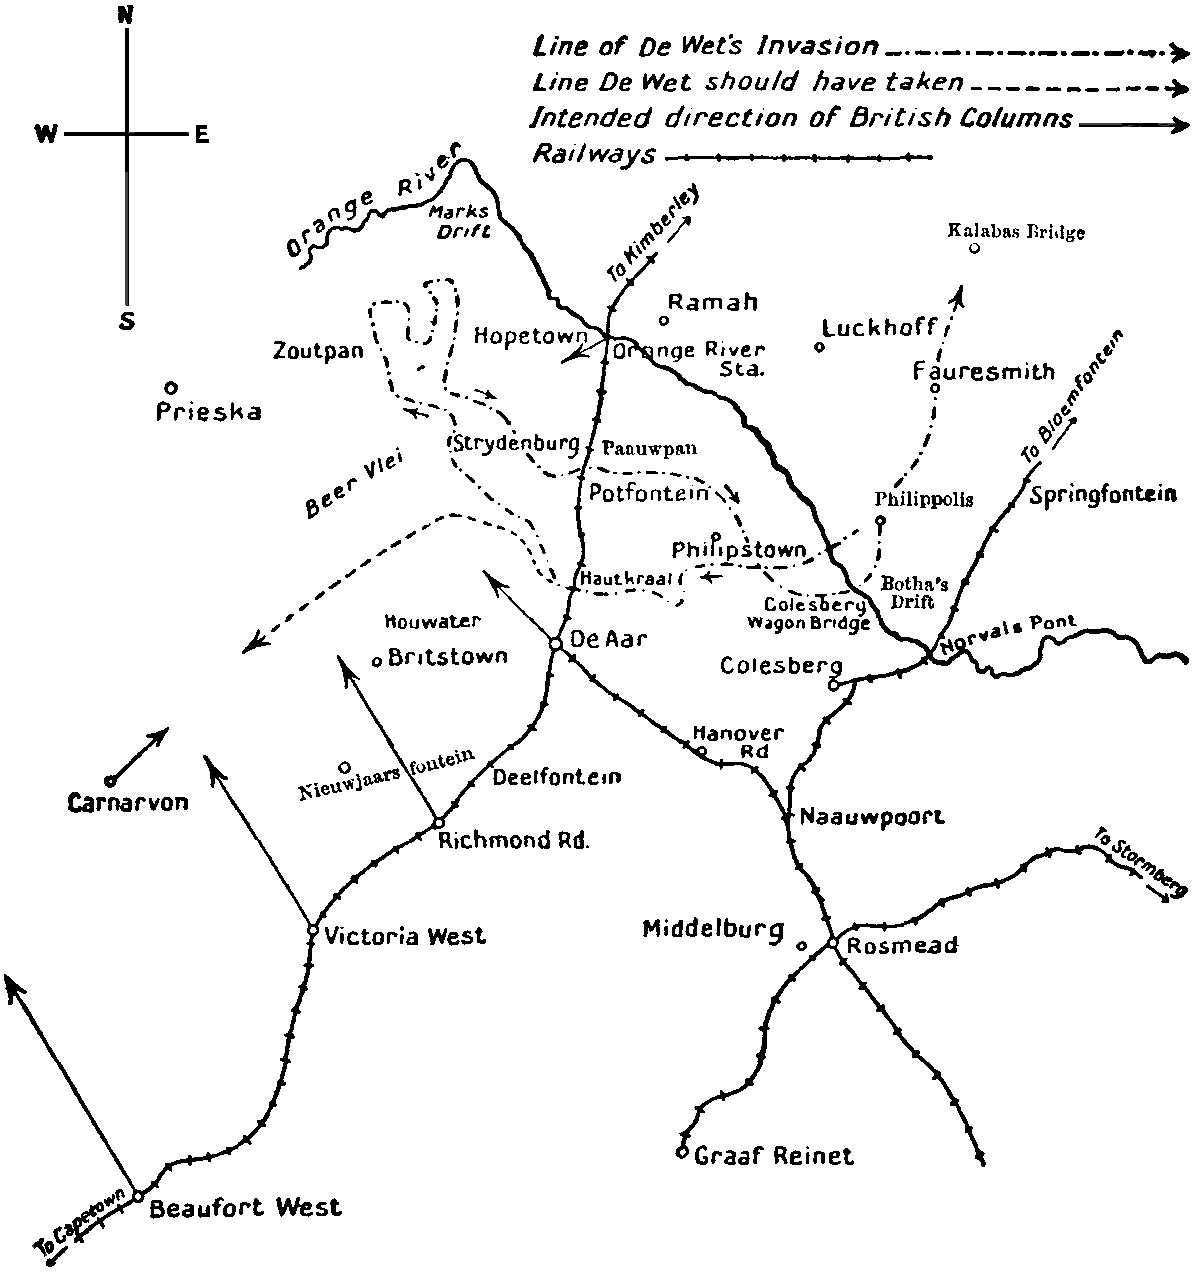 N
W
E
S
Line of De Wet's Invasion
Line De Wet should have taken
Intended direction of British Columns
Railways
Orange River
Marks
Drift
To Kimberley
Kalabas Bridge
Ramah
Luckhoff
Hopetown
Orange River
Sta.
Zoutpan
Fauresmith
To Bloemfontein
Prieska
Strydenburg
Paauwpan
Beer Vlei
Potfontein
Philippolis
Springfontein
Philipstown
Hautkraal
Botha's
Drift
Colesberg
Wagon Bridge
Houwater
De Aar
Norvals Pont
Britstown
Colesberg
Hanover
Rd
Nieuwjaars fontein
Deelfontein
Carnarvon
Naauwpoort
Richmond Rd.
To Stormberg
Victoria West
Middelburg
Rosmead
Graaf Reinet
Beaufort West
To Capetown